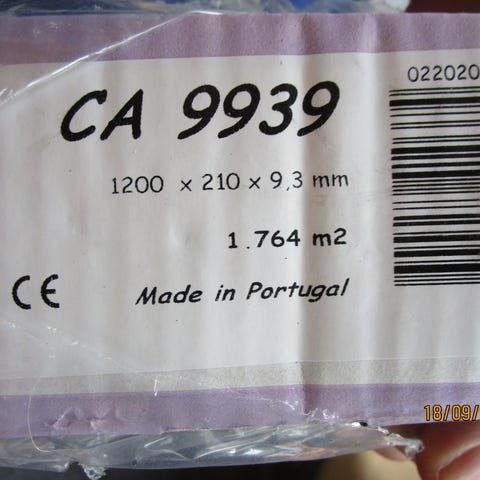 022020
CA 9939
1200 x 210 x 9,3 mm
1.764 m2
CE
Made in Portugal
18/09/